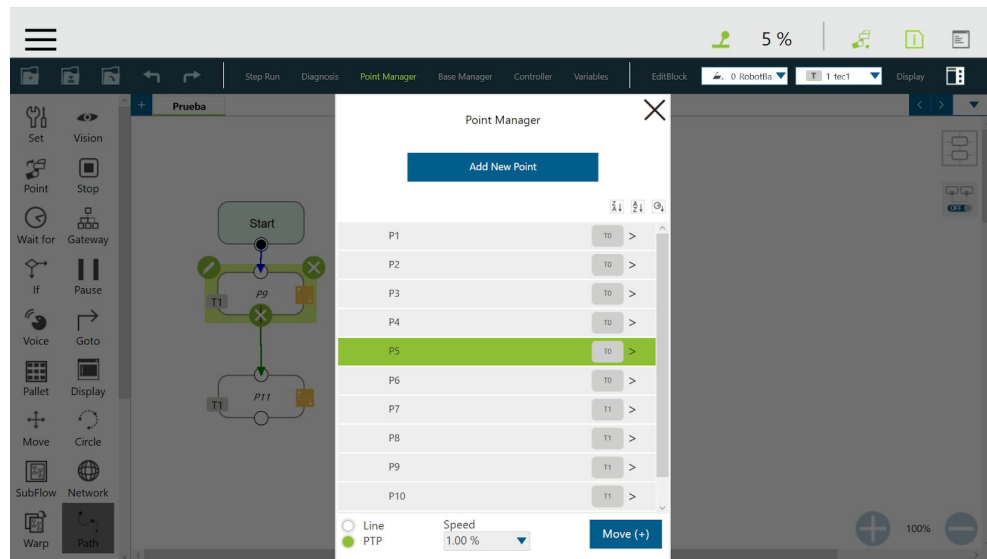 5 %
Step Run Diagnosis Point Manager Base Manager Controller Variables EditBlock 0 RobotBa T 1 tec1 Display
+ Prueba < >
Set Vision
Point Stop
Wait for Gateway
If Pause
Voice Goto
Pallet Display
Move Circle
SubFlow Network
Warp Path
Start
P9
T1
P11
T1
Point Manager
Add New Point
P1 T0 >
P2 T0 >
P3 T0 >
P4 T0 >
P5 T0 >
P6 T0 >
P7 T1 >
P8 T1 >
P9 T1 >
P10 T1 >
Line Speed
PTP 1.00 % Move (+)
OFF
100%